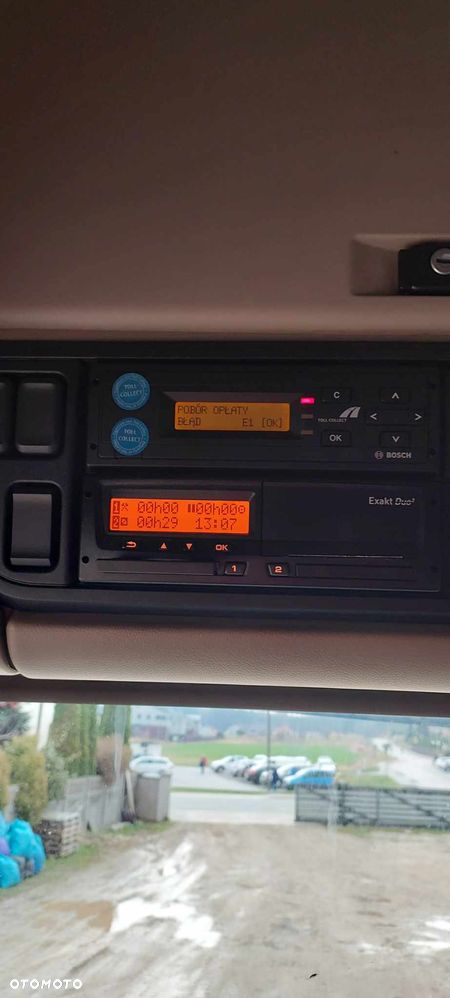 TOLL COLLECT
POBÓR OPŁATY
BŁĄD E1 [OK]
TOLL COLLECT
C
TOLL COLLECT
OK
BOSCH
1 00h00 00h00
2 00h29 13:07
OK
Exakt Duo²
1
2
OTOMOTO